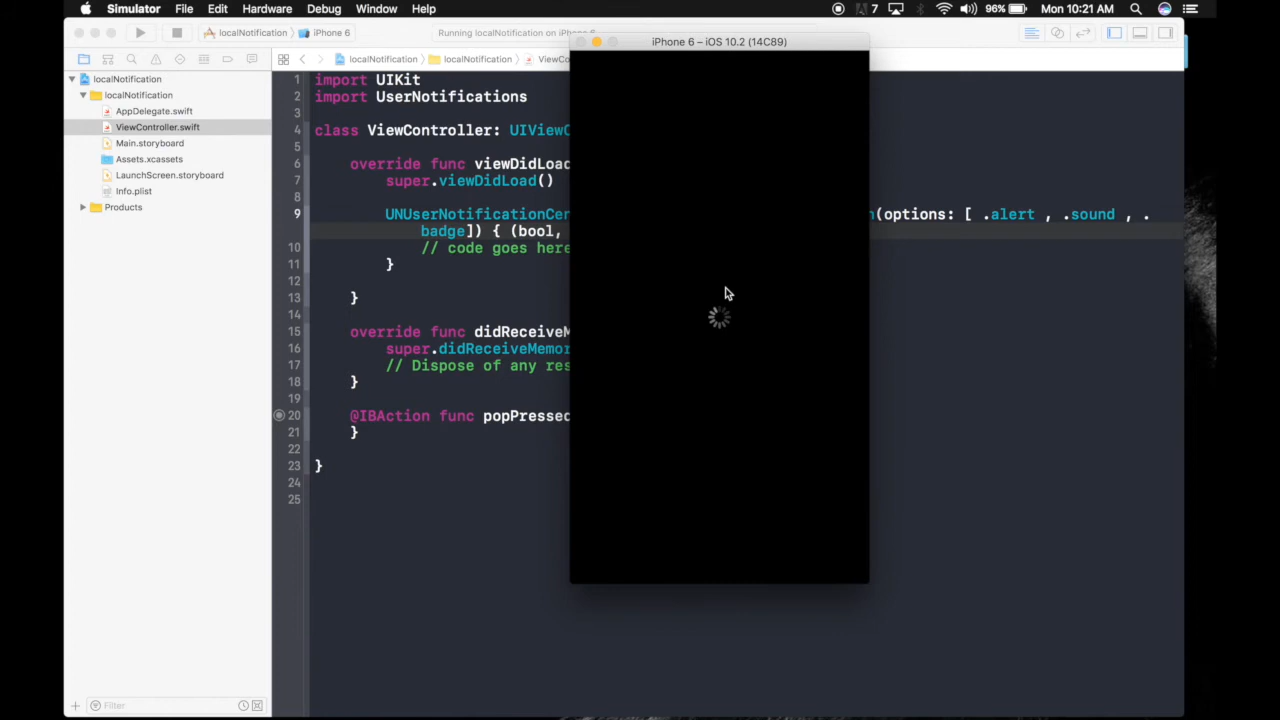 Simulator File Edit Hardware Debug Window Help 7 96% Mon 10:21 AM
localNotification iPhone 6 Running localNotification on iPhone 6
iPhone 6 – iOS 10.2 (14C89)
localNotification localNotification ViewCo
localNotification
localNotification
AppDelegate.swift
ViewController.swift
Main.storyboard
Assets.xcassets
LaunchScreen.storyboard
Info.plist
Products
Filter
1 import UIKit
2 import UserNotifications
3
4 class ViewController: UIViewC
5
6 override func viewDidLoad
7 super.viewDidLoad()
8
9 UNUserNotificationCen n(options: [ .alert , .sound , .
badge]) { (bool,
10 // code goes here
11 }
12
13 }
14
15 override func didReceiveM
16 super.didReceiveMemor
17 // Dispose of any res
18 }
19
20 @IBAction func popPressed
21 }
22
23 }
24
25